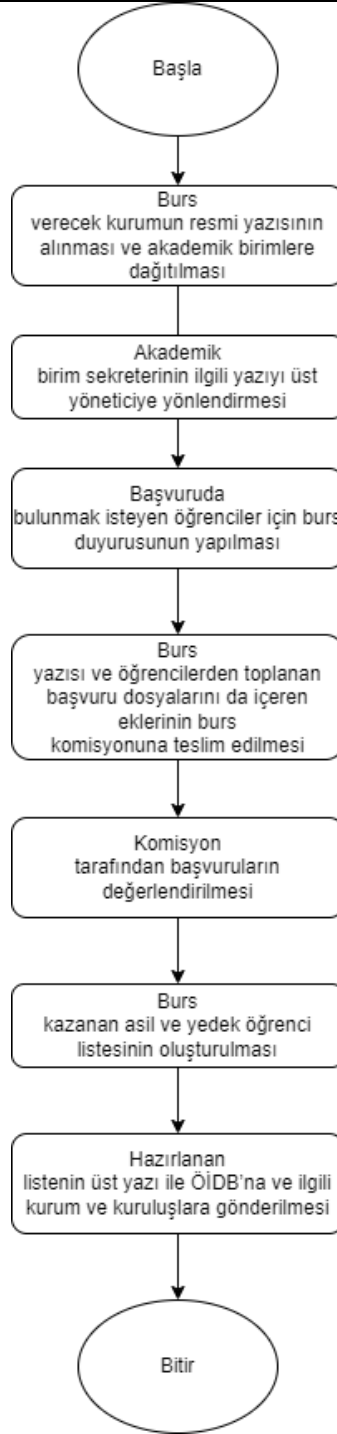 Başla
Burs
verecek kurumun resmi yazısının
alınması ve akademik birimlere
dağıtılması
Akademik
birim sekreterinin ilgili yazıyı üst
yöneticiye yönlendirmesi
Başvuruda
bulunmak isteyen öğrenciler için burs
duyurusunun yapılması
Burs
yazısı ve öğrencilerden toplanan
başvuru dosyalarını da içeren
eklerinin burs
komisyonuna teslim edilmesi
Komisyon
tarafından başvuruların
değerlendirilmesi
Burs
kazanan asil ve yedek öğrenci
listesinin oluşturulması
Hazırlanan
listenin üst yazı ile ÖİDB'na ve ilgili
kurum ve kuruluşlara gönderilmesi
Bitir